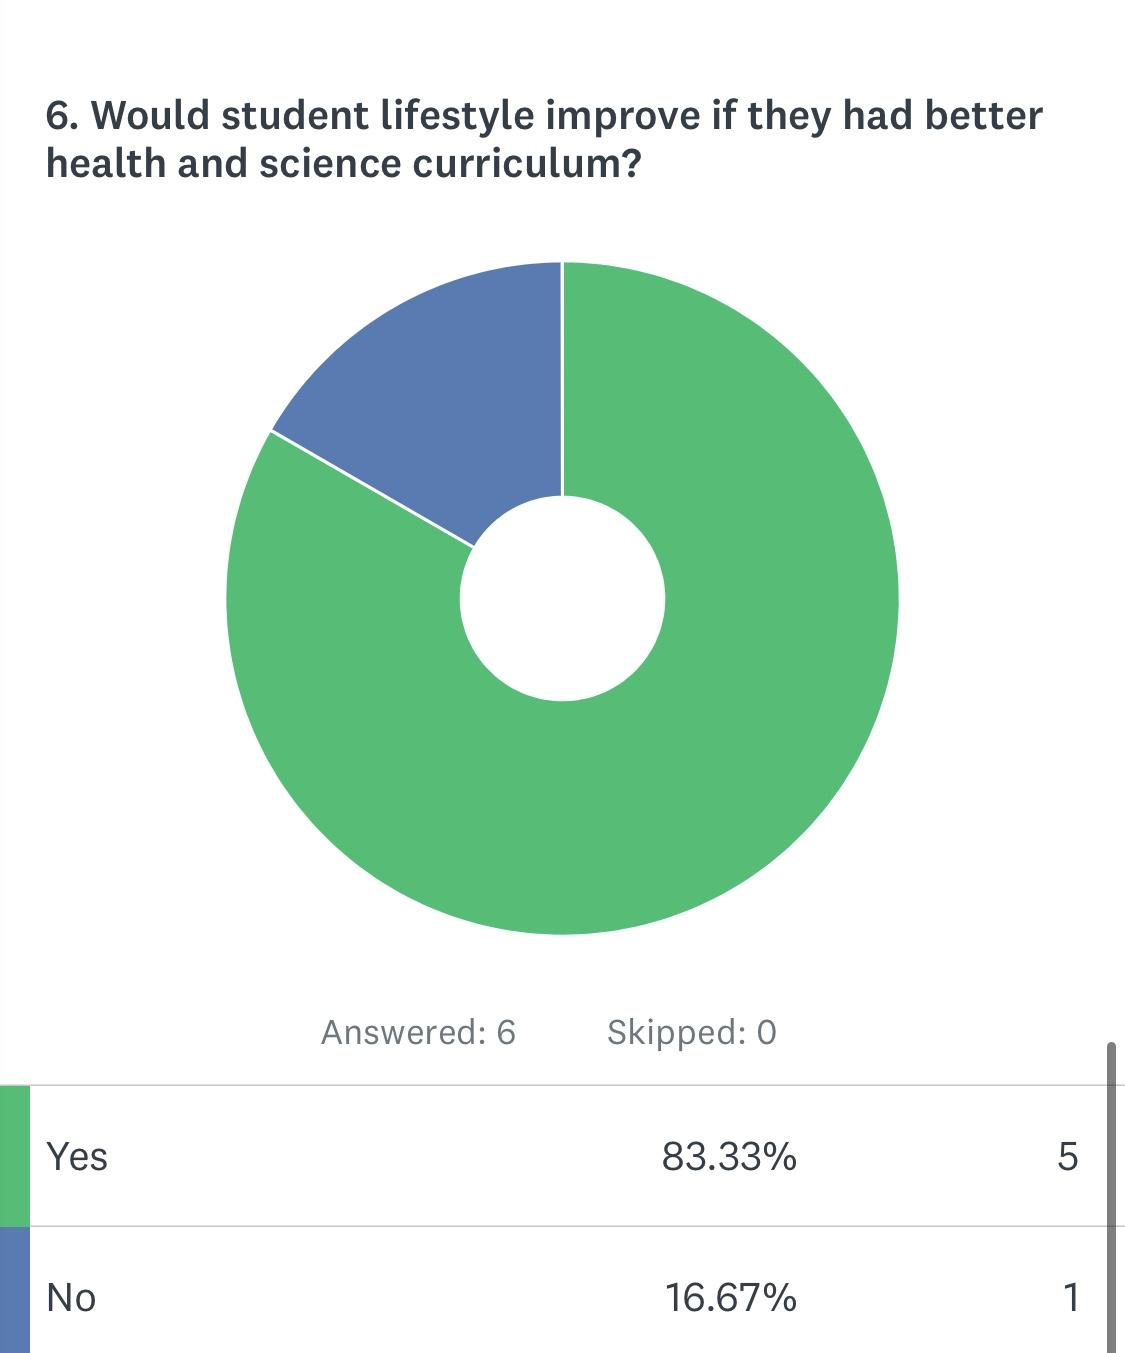 6. Would student lifestyle improve if they had better
health and science curriculum?
Answered: 6 Skipped: 0
Yes 83.33% 5
No 16.67% 1